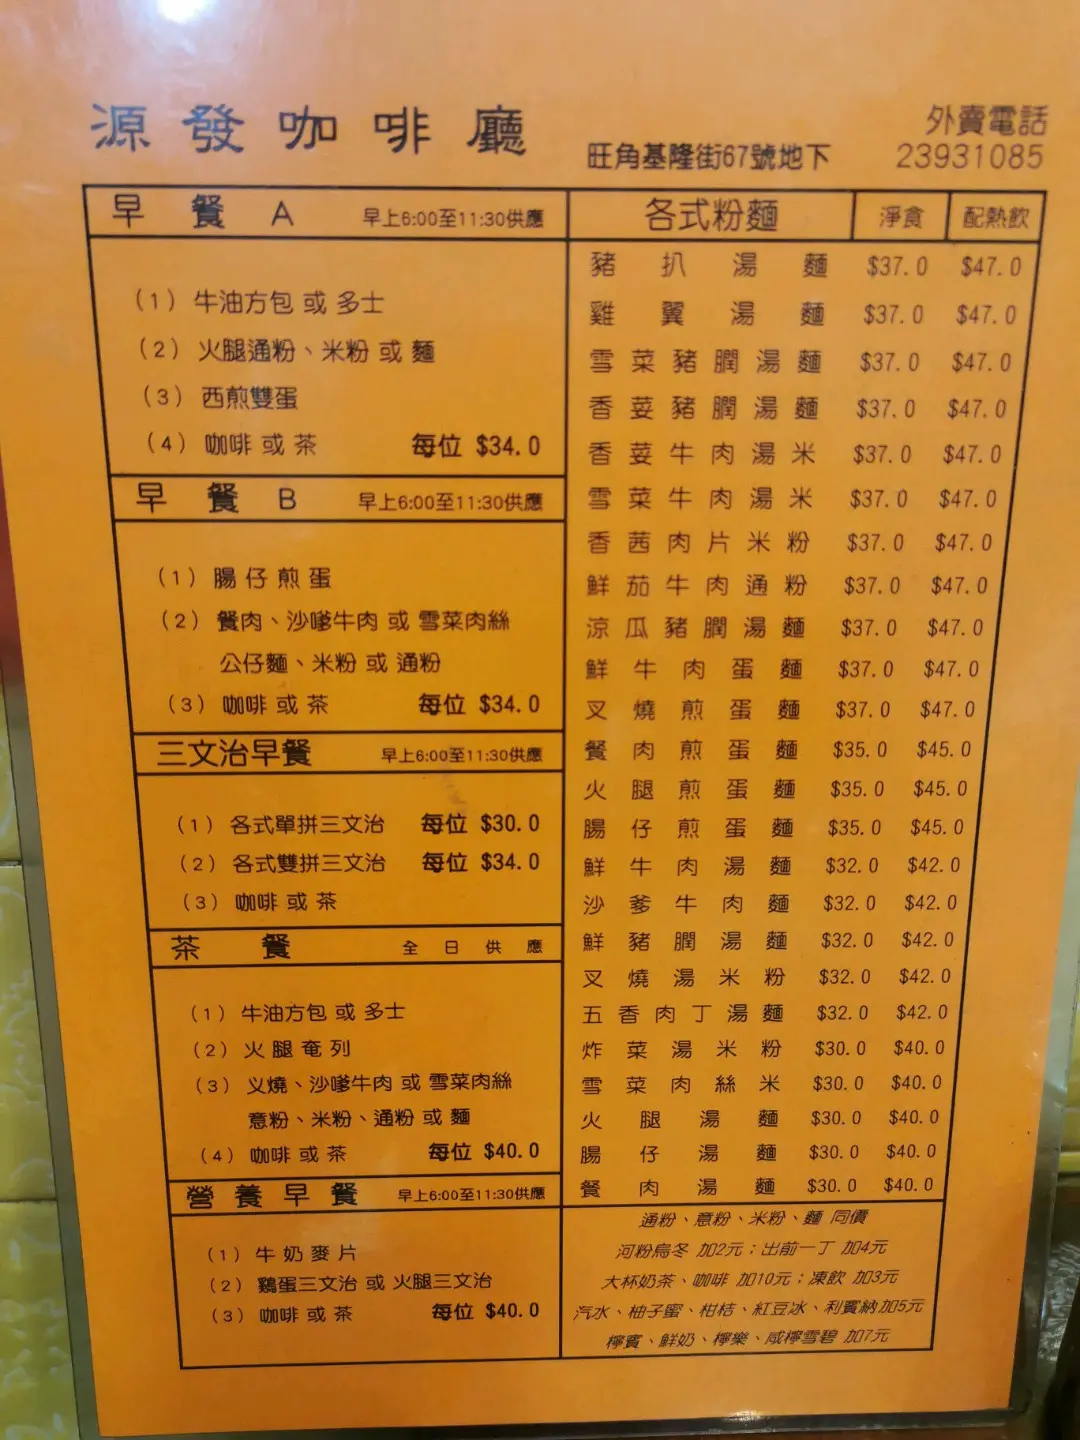 源發咖啡廳
旺角基隆街67號地下
外賣電話
23931085
早餐 A 早上6:00至11:30供應
(1) 牛油方包 或 多士
(2) 火腿通粉、米粉 或 麵
(3) 西煎雙蛋
(4) 咖啡 或 茶 每位 $34.0
早餐 B 早上6:00至11:30供應
(1) 腸仔煎蛋
(2) 餐肉、沙嗲牛肉 或 雪菜肉絲
公仔麵、米粉 或 通粉
(3) 咖啡 或 茶 每位 $34.0
三文治早餐 早上6:00至11:30供應
(1) 各式單拼三文治 每位 $30.0
(2) 各式雙拼三文治 每位 $34.0
(3) 咖啡 或 茶
茶餐 全日供應
(1) 牛油方包 或 多士
(2) 火腿奄列
(3) 义燒、沙嗲牛肉 或 雪菜肉絲
意粉、米粉、通粉 或 麵
(4) 咖啡 或 茶 每位 $40.0
營養早餐 早上6:00至11:30供應
(1) 牛奶麥片
(2) 鷄蛋三文治 或 火腿三文治
(3) 咖啡 或 茶 每位 $40.0
各式粉麵 淨食 配熱飲
豬扒湯麵 $37.0 $47.0
雞翼湯麵 $37.0 $47.0
雪菜豬膶湯麵 $37.0 $47.0
香荽豬膶湯麵 $37.0 $47.0
香荽牛肉湯米 $37.0 $47.0
雪菜牛肉湯米 $37.0 $47.0
香茜肉片米粉 $37.0 $47.0
鮮茄牛肉通粉 $37.0 $47.0
涼瓜豬膶湯麵 $37.0 $47.0
鮮牛肉蛋麵 $37.0 $47.0
叉燒煎蛋麵 $37.0 $47.0
餐肉煎蛋麵 $35.0 $45.0
火腿煎蛋麵 $35.0 $45.0
腸仔煎蛋麵 $35.0 $45.0
鮮牛肉湯麵 $32.0 $42.0
沙爹牛肉麵 $32.0 $42.0
鮮豬膶湯麵 $32.0 $42.0
叉燒湯米粉 $32.0 $42.0
五香肉丁湯麵 $32.0 $42.0
炸菜湯米粉 $30.0 $40.0
雪菜肉絲米 $30.0 $40.0
火腿湯麵 $30.0 $40.0
腸仔湯麵 $30.0 $40.0
餐肉湯麵 $30.0 $40.0
通粉、意粉、米粉、麵 同價
河粉烏冬 加2元；出前一丁 加4元
大杯奶茶、咖啡 加10元；凍飲 加3元
汽水、柚子蜜、柑桔、紅豆冰、利賓納加5元
檸賓、鮮奶、檸樂、咸檸雪碧 加7元